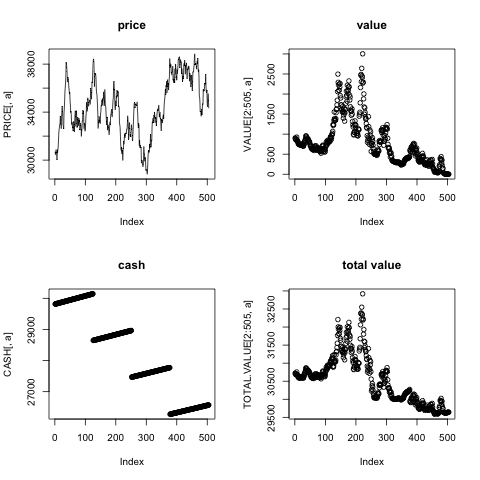 price
PRICE[, a]
30000 34000 38000
0 100 200 300 400 500
Index
value
VALUE[2:505, a]
0 500 1500 2500
0 100 200 300 400 500
Index
cash
CASH[, a]
27000 29000
0 100 200 300 400 500
Index
total value
TOTAL.VALUE[2:505, a]
29500 30500 31500 32500
0 100 200 300 400 500
Index